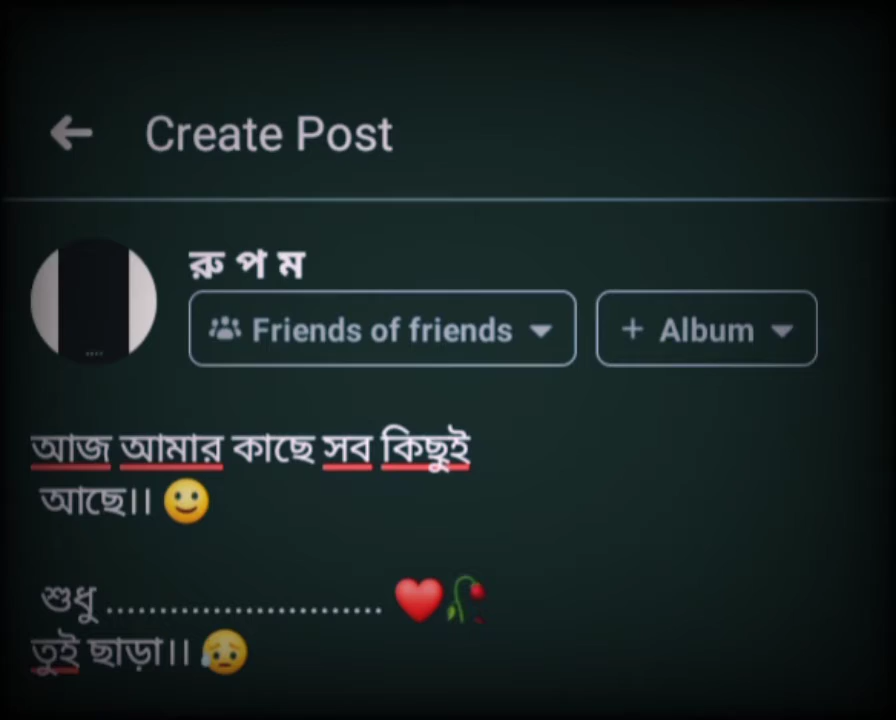 Create Post
রু প ম
Friends of friends
+ Album
আজ আমার কাছে সব কিছুই
আছে।। 🙂
শুধু .......................... ❤️🥀
তুই ছাড়া।। 😥